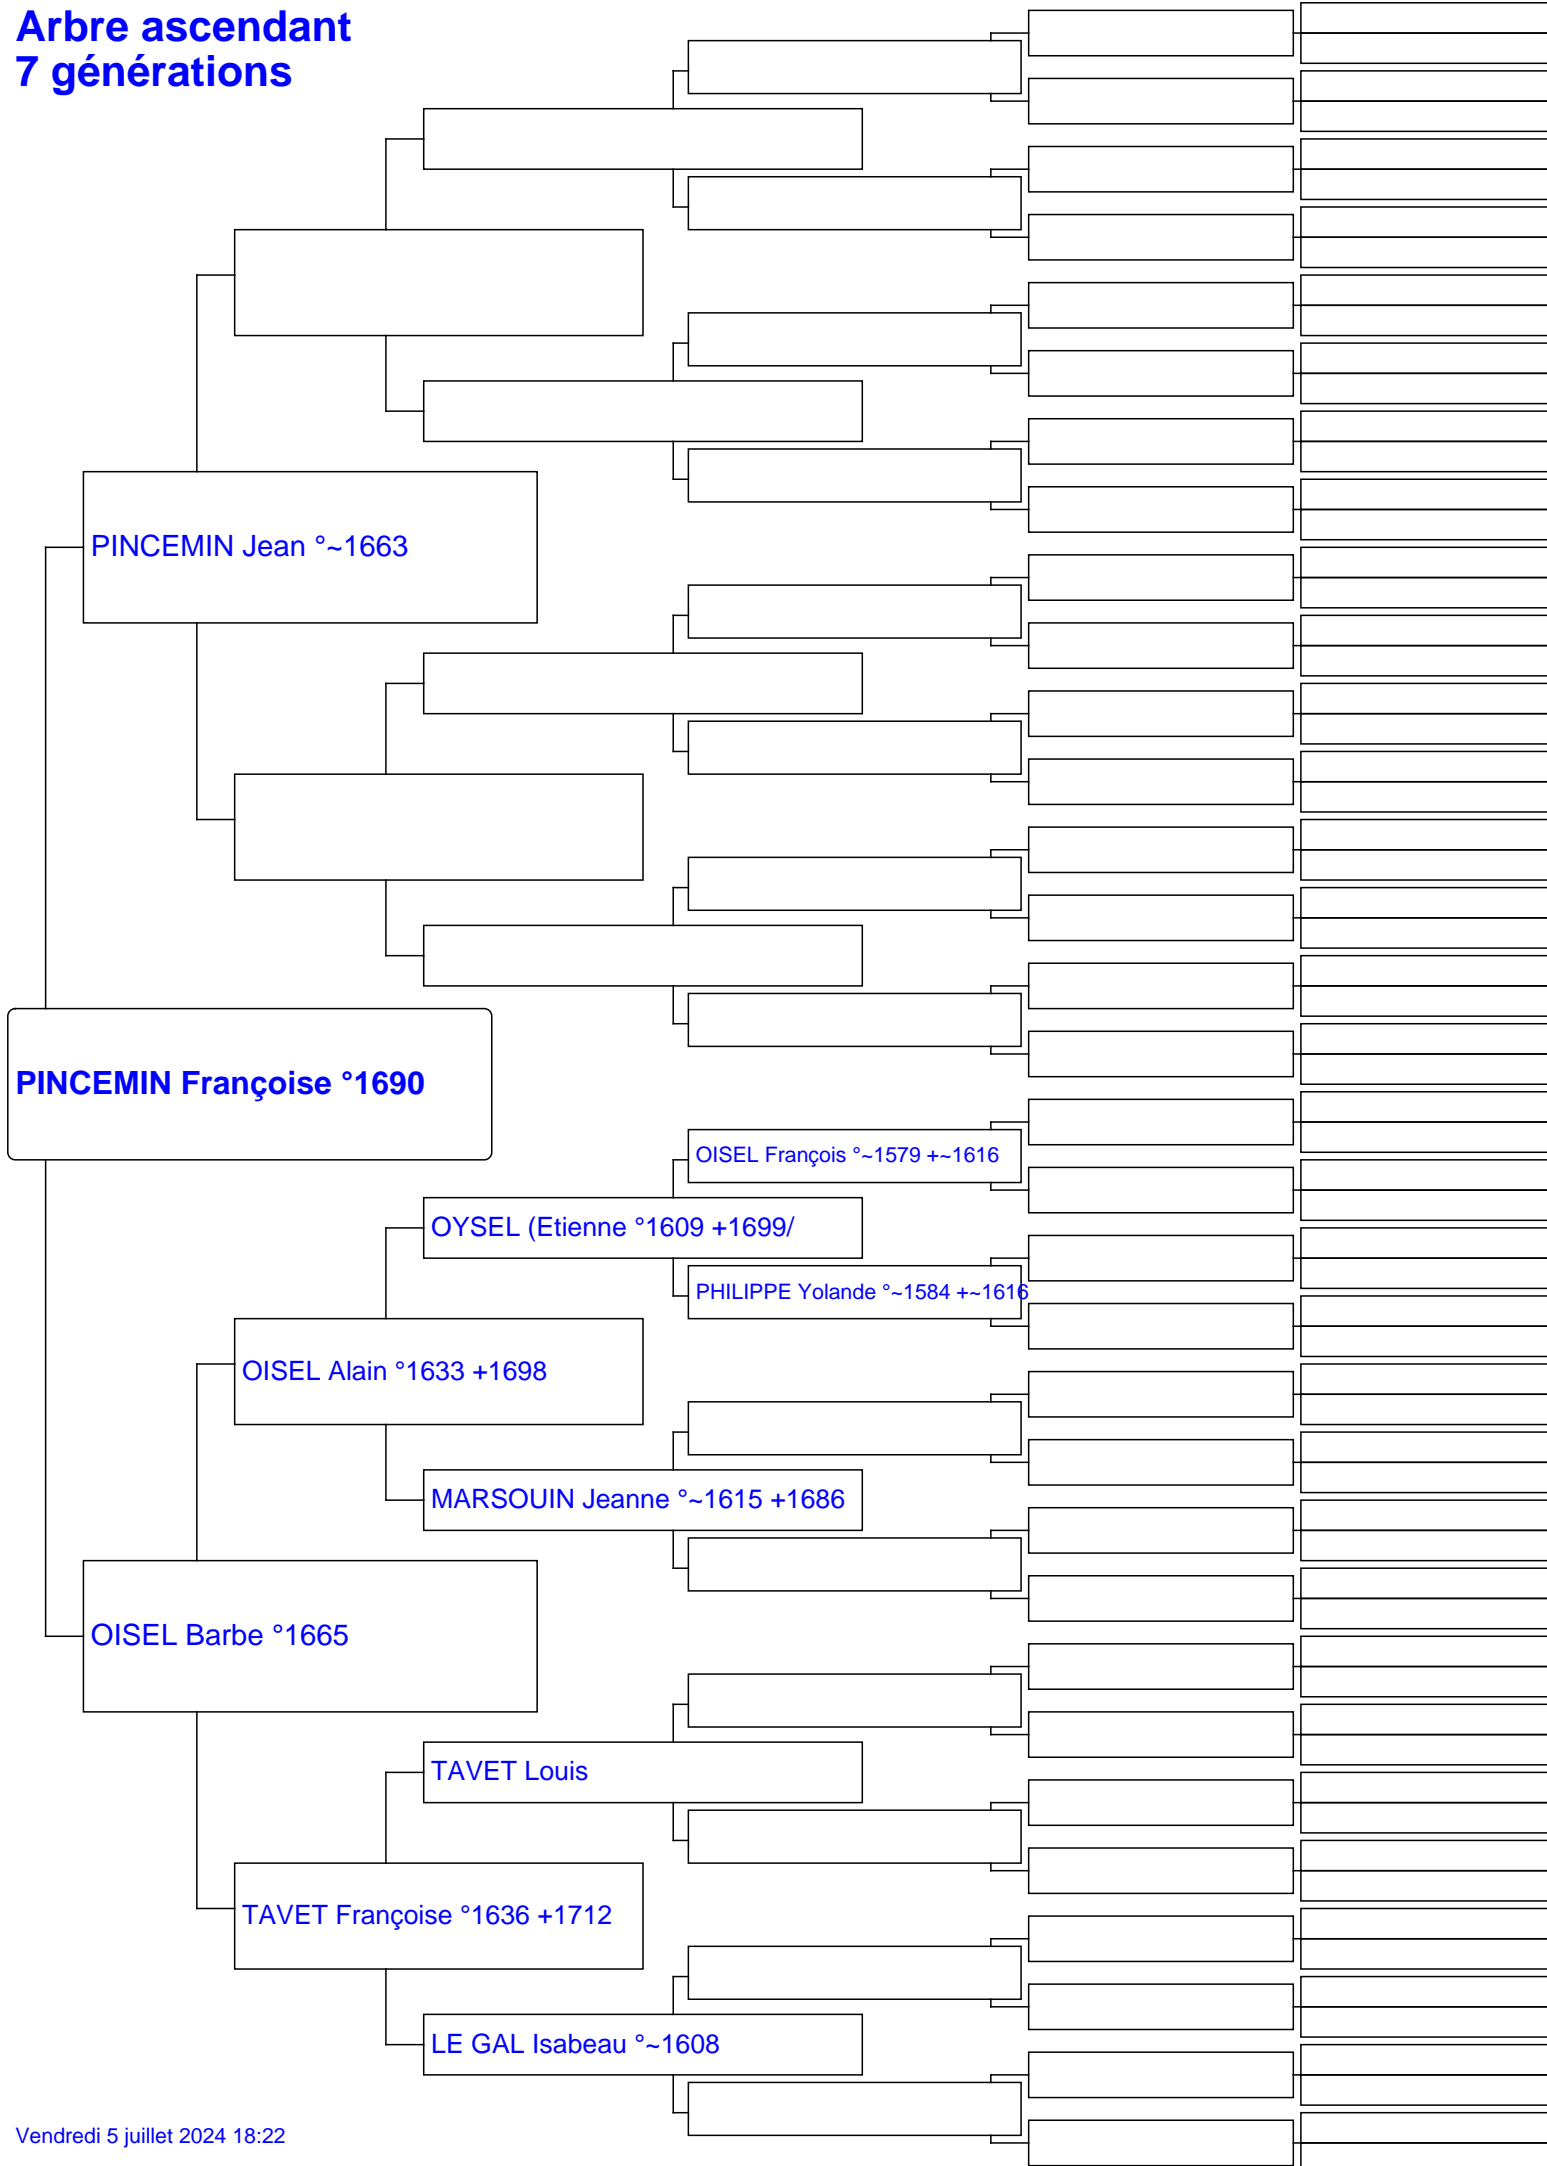 Arbre ascendant
7 générations
PINCEMIN Jean °~1663
PINCEMIN Françoise °1690
OISEL François °~1579 +~1616
OYSEL (Etienne °1609 +1699/
PHILIPPE Yolande °~1584 +~1616
OISEL Alain °1633 +1698
MARSOUIN Jeanne °~1615 +1686
OISEL Barbe °1665
TAVET Louis
TAVET Françoise °1636 +1712
LE GAL Isabeau °~1608
Vendredi 5 juillet 2024 18:22